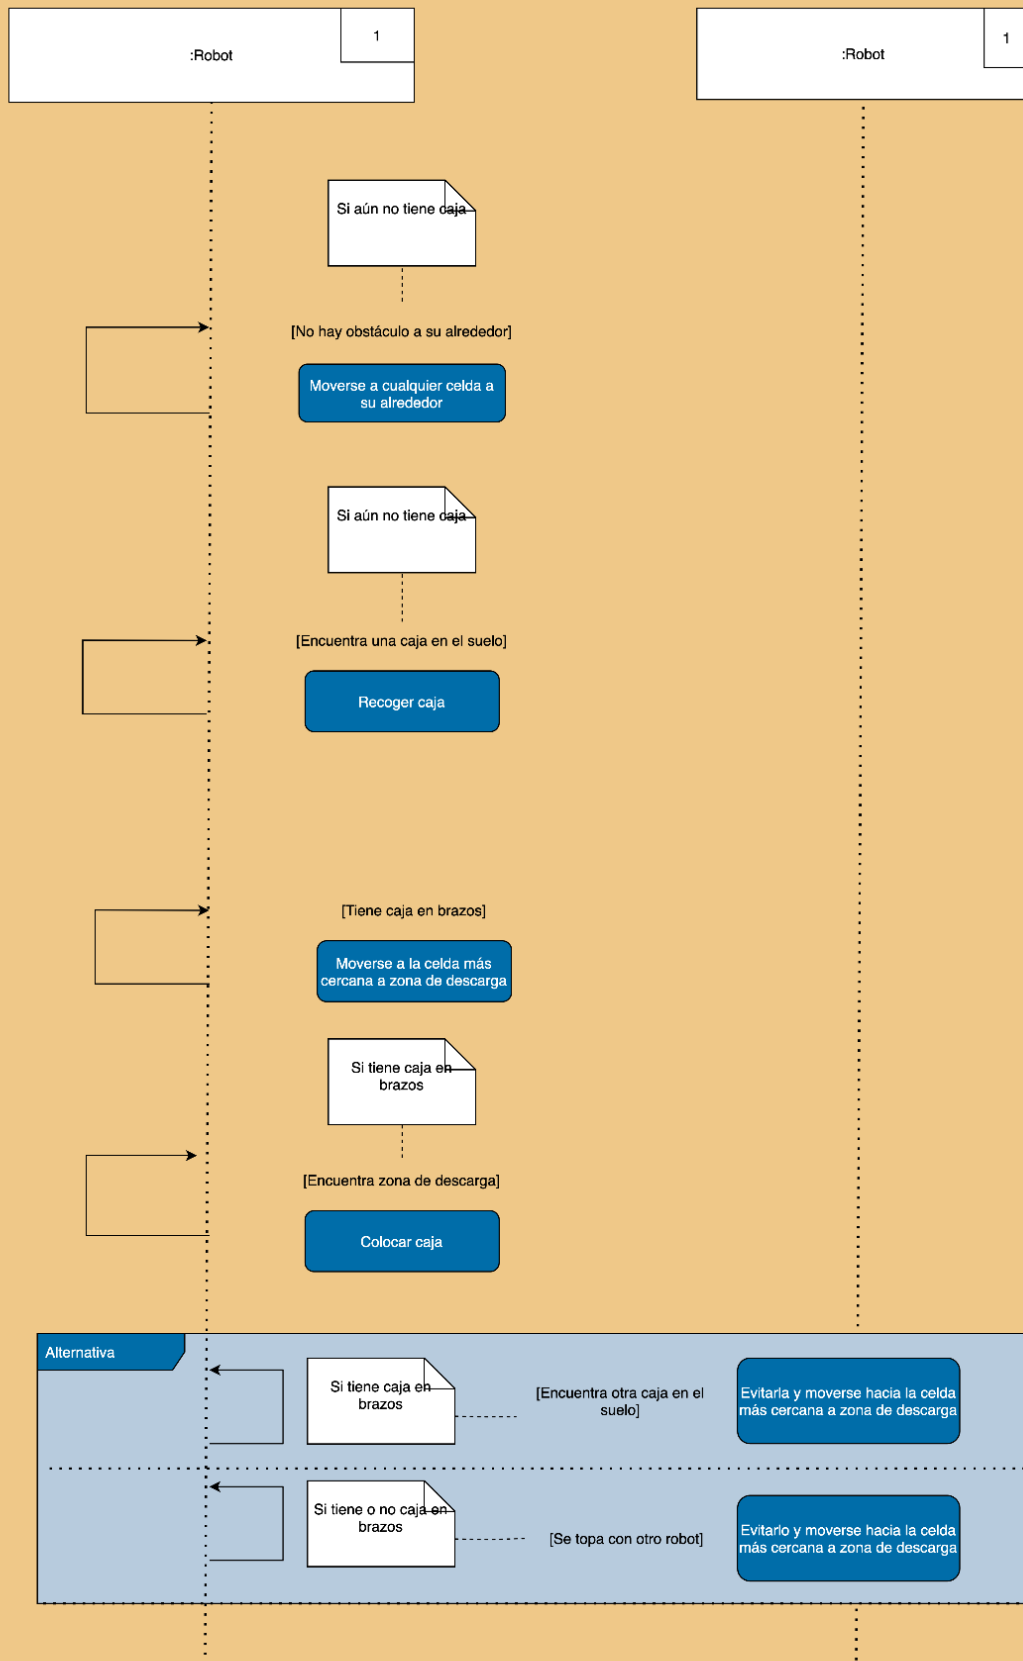 :Robot
1
:Robot
1
Si aún no tiene caja
[No hay obstáculo a su alrededor]
Moverse a cualquier celda a
su alrededor
Si aún no tiene caja
[Encuentra una caja en el suelo]
Recoger caja
[Tiene caja en brazos]
Moverse a la celda más
cercana a zona de descarga
Si tiene caja en
brazos
[Encuentra zona de descarga]
Colocar caja
Alternativa
Si tiene caja en
brazos
[Encuentra otra caja en el
suelo]
Evitarla y moverse hacia la celda
más cercana a zona de descarga
Si tiene o no caja en
brazos
[Se topa con otro robot]
Evitarlo y moverse hacia la celda
más cercana a zona de descarga